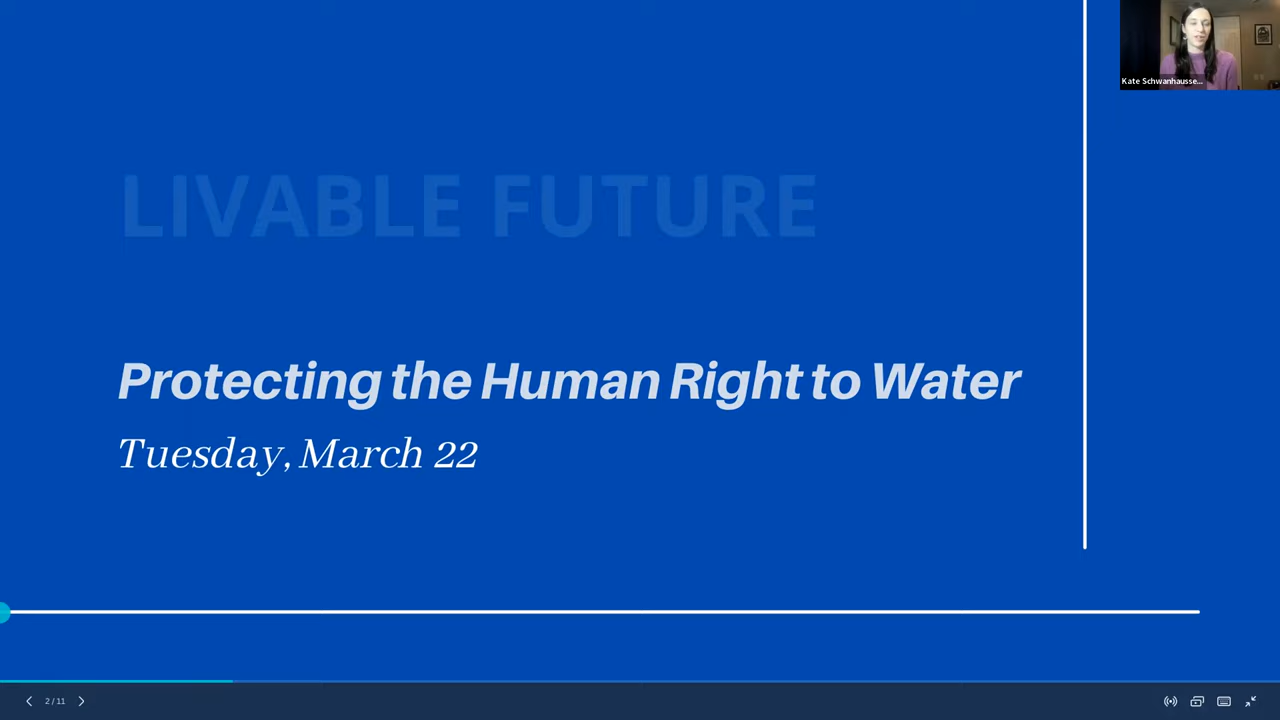 Kate Schwanhausse...
LIVABLE FUTURE
Protecting the Human Right to Water
Tuesday, March 22
2 / 11